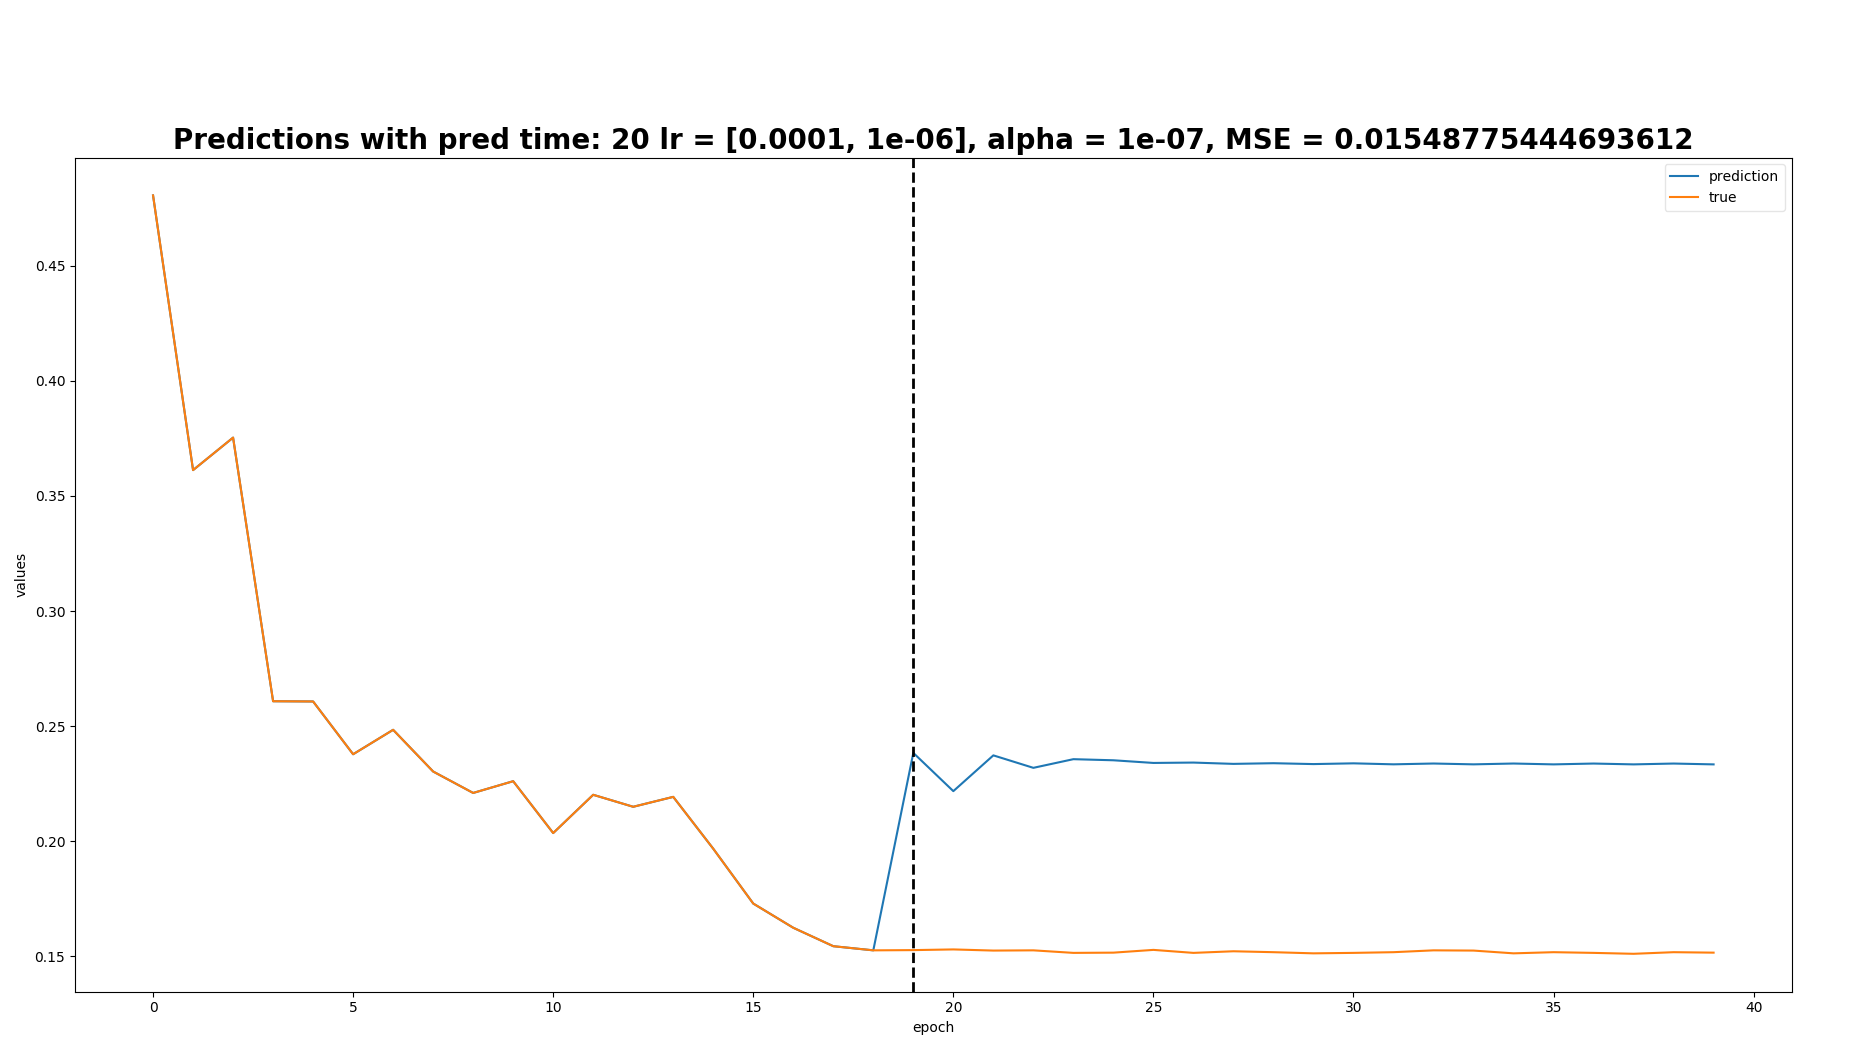 Predictions with pred time: 20 lr = [0.0001, 1e-06], alpha = 1e-07, MSE = 0.01548775444693612
prediction
true
values
0.45
0.40
0.35
0.30
0.25
0.20
0.15
0 5 10 15 20 25 30 35 40
epoch